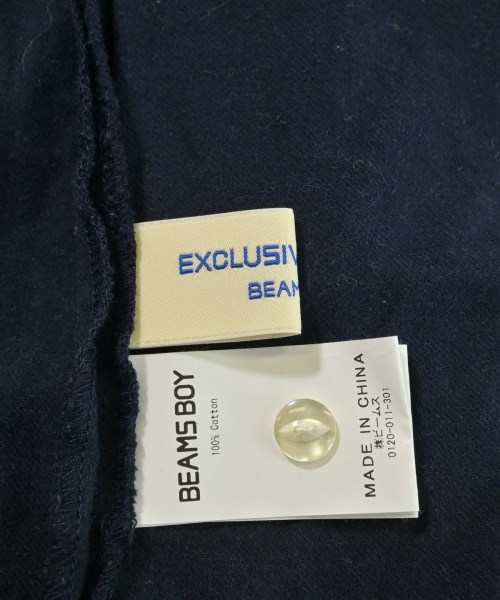 EXCLUSIV
BEAM
BEAMS BOY
100% Cotton
MADE IN CHINA
㈱ビームス
0120-011-301